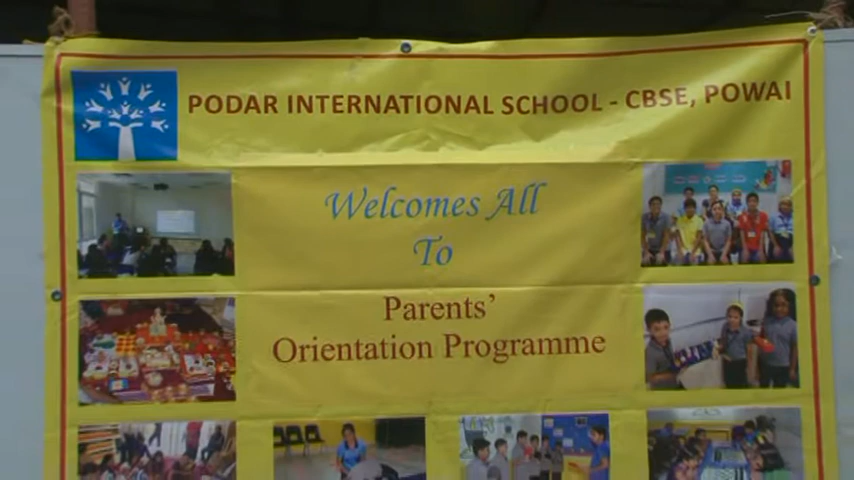 PODAR INTERNATIONAL SCHOOL - CBSE, POWAI
Welcomes All
To
Parents'
Orientation Programme